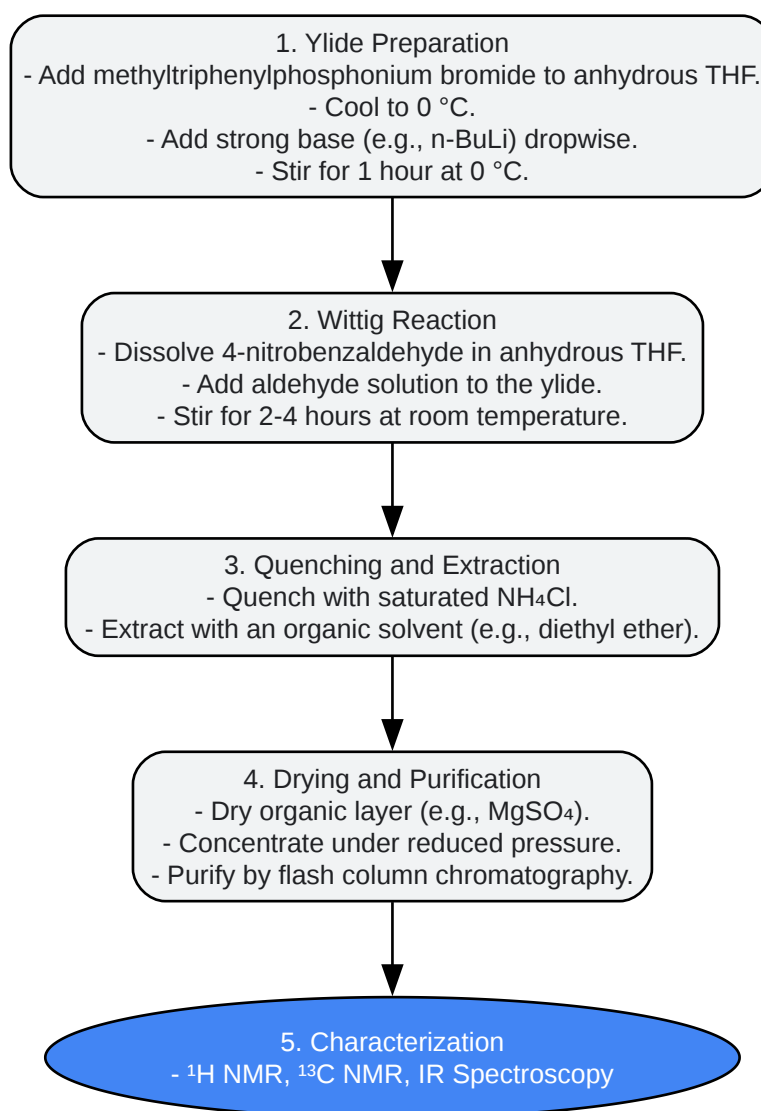 1. Ylide Preparation
- Add methyltriphenylphosphonium bromide to anhydrous THF.
- Cool to 0 °C.
- Add strong base (e.g., n-BuLi) dropwise.
- Stir for 1 hour at 0 °C.
2. Wittig Reaction
- Dissolve 4-nitrobenzaldehyde in anhydrous THF.
- Add aldehyde solution to the ylide.
- Stir for 2-4 hours at room temperature.
3. Quenching and Extraction
- Quench with saturated NH₄Cl.
- Extract with an organic solvent (e.g., diethyl ether).
4. Drying and Purification
- Dry organic layer (e.g., MgSO₄).
- Concentrate under reduced pressure.
- Purify by flash column chromatography.
5. Characterization
- ¹H NMR, ¹³C NMR, IR Spectroscopy